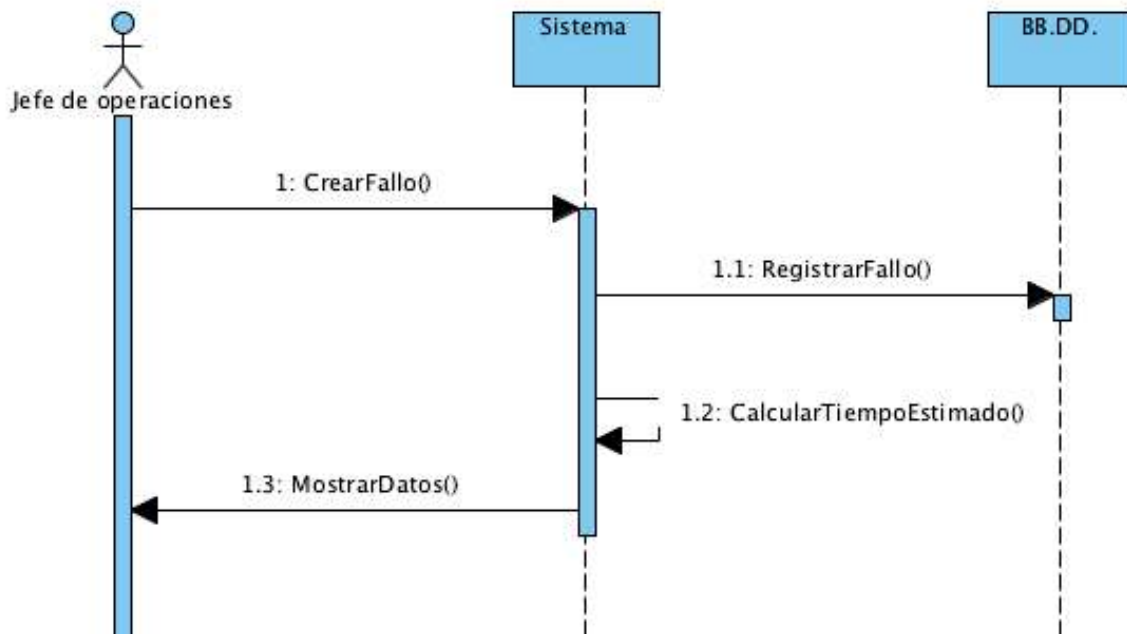 Sistema
BB.DD.
Jefe de operaciones
1: CrearFallo()
1.1: RegistrarFallo()
1.2: CalcularTiempoEstimado()
1.3: MostrarDatos()